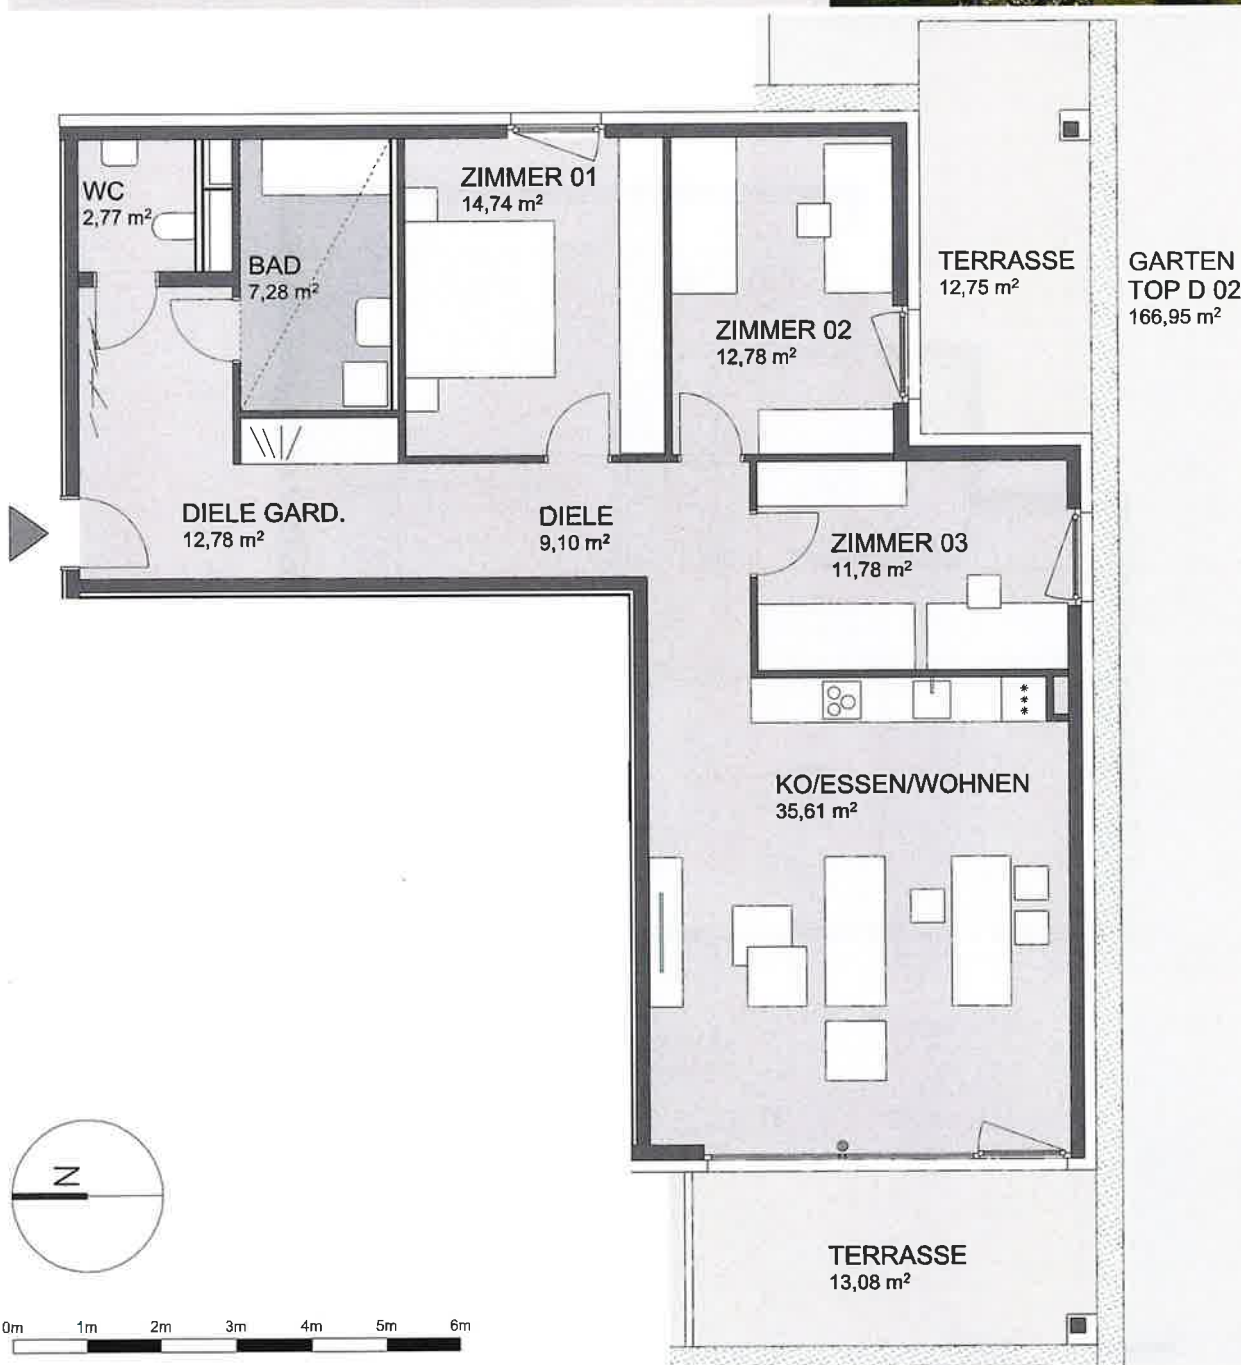 WC
2,77 m²
BAD
7,28 m²
ZIMMER 01
14,74 m²
ZIMMER 02
12,78 m²
TERRASSE
12,75 m²
GARTEN
TOP D 02
166,95 m²
DIELE GARD.
12,78 m²
DIELE
9,10 m²
ZIMMER 03
11,78 m²
***
KO/ESSEN/WOHNEN
35,61 m²
N
TERRASSE
13,08 m²
0m 1m 2m 3m 4m 5m 6m